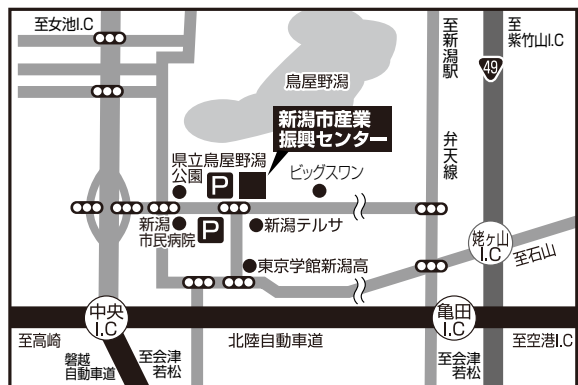 至女池I.C
至新潟駅
至
紫竹山I.C
49
鳥屋野潟
新潟市産業
振興センター
弁天線
県立鳥屋野潟
公園
P
ビッグスワン
新潟
市民病院
P
新潟テルサ
姥ヶ山
I.C
至石山
東京学館新潟高
中央
I.C
亀田
I.C
至高崎
磐越
自動車道
至会津
若松
北陸自動車道
至会津
若松
至空港I.C